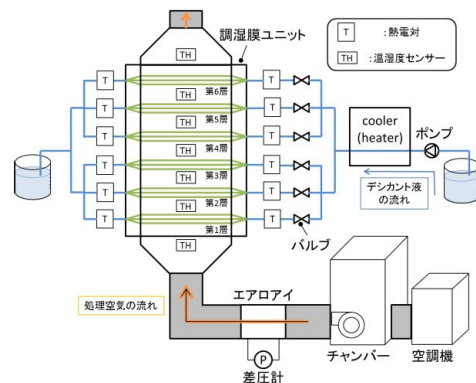 調湿膜ユニット
T
:熱電対
TH
:温湿度センサー
TH
T
T
第6層
TH
T
T
第5層
TH
T
T
第4層
TH
T
T
第3層
TH
T
T
第2層
TH
T
T
第1層
TH
cooler
(heater)
ポンプ
デシカント液
の流れ
バルブ
処理空気の流れ
エアロアイ
P
差圧計
チャンバー
空調機